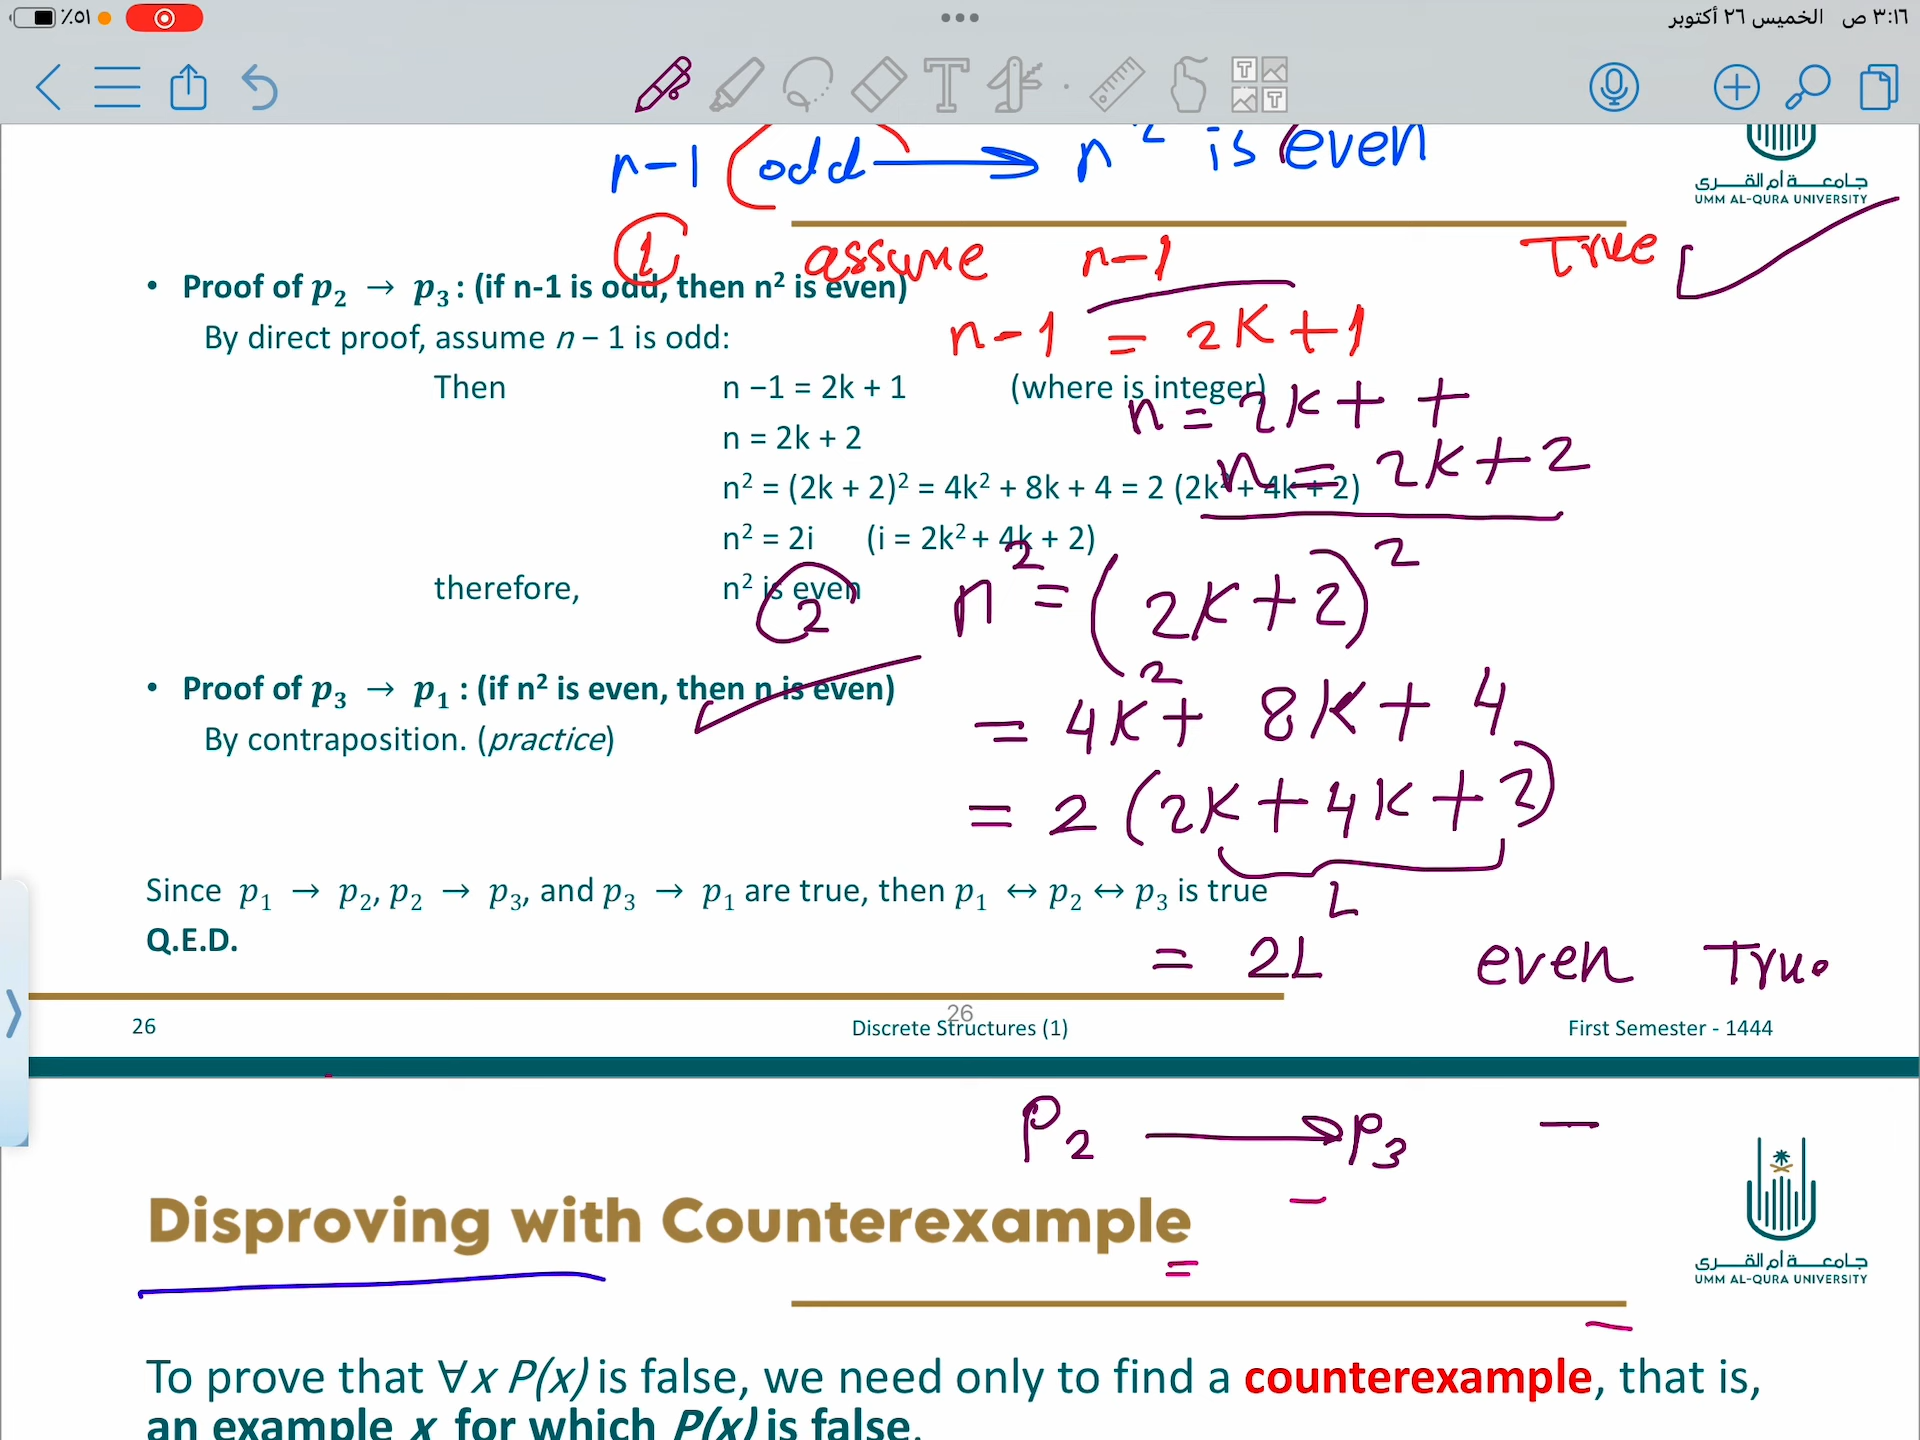 ٪٥١
٣:١٦ ص الخميس ٢٦ أكتوبر
n-1 odd → n² is even
جامعة أم القرى
UMM AL-QURA UNIVERSITY
1 assume n-1 True
• Proof of p₂ → p₃ : (if n-1 is odd, then n² is even)
n-1 = 2K+1
By direct proof, assume n – 1 is odd:
Then n –1 = 2k + 1 (where is integer)
n = 2K + +
n = 2k + 2
n = 2K+2
n² = (2k + 2)² = 4k² + 8k + 4 = 2 (2k² + 4k + 2)
n² = 2i (i = 2k² + 4k + 2)
therefore, n² is even
2
n² = (2K+2)²
• Proof of p₃ → p₁ : (if n² is even, then n is even)
= 4K² + 8K + 4
By contraposition. (practice)
= 2 (2K + 4K + 2)
Since p₁ → p₂, p₂ → p₃, and p₃ → p₁ are true, then p₁ ↔ p₂ ↔ p₃ is true
L
Q.E.D.
= 2L even True
26
26 Discrete Structures (1) First Semester - 1444
P₂ → P₃
Disproving with Counterexample
جامعة أم القرى
UMM AL-QURA UNIVERSITY
To prove that ∀x P(x) is false, we need only to find a counterexample, that is,
an example x for which P(x) is false.